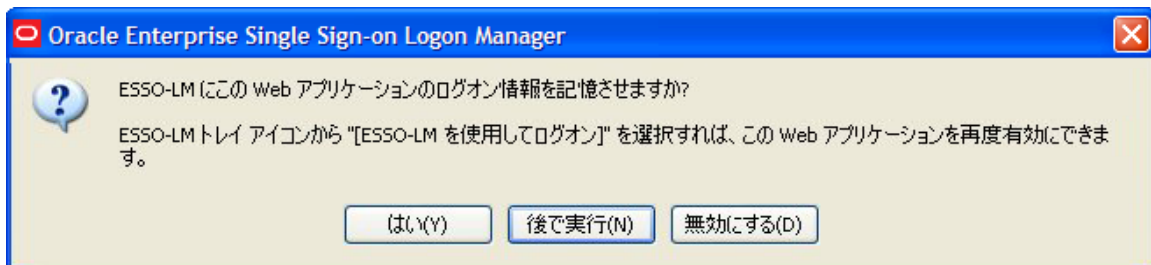 Oracle Enterprise Single Sign-on Logon Manager
ESSO-LM にこの Web アプリケーションのログオン情報を記憶させますか?
ESSO-LM トレイ アイコンから "[ESSO-LM を使用してログオン]" を選択すれば、この Web アプリケーションを再度有効にできま
す。
はい(Y) 後で実行(N) 無効にする(D)